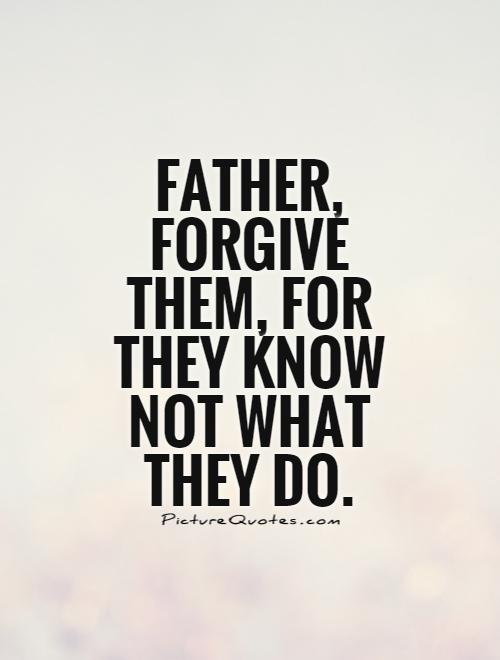 FATHER,
FORGIVE
THEM, FOR
THEY KNOW
NOT WHAT
THEY DO.
PictureQuotes.com